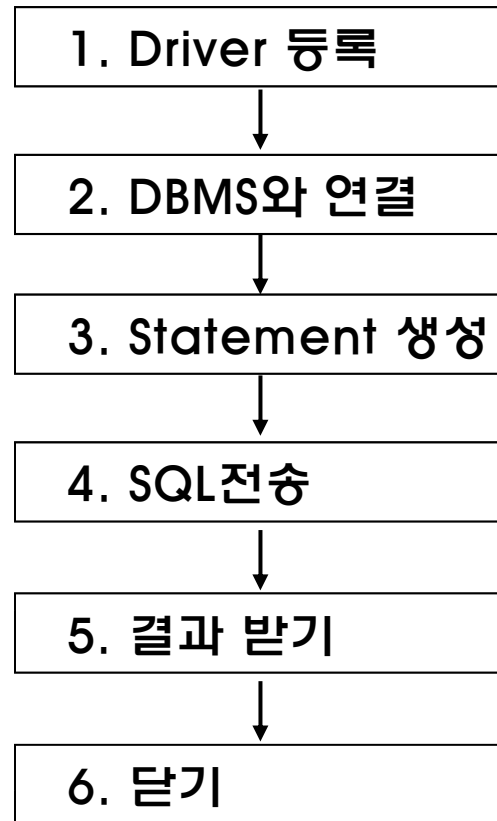 1. Driver 등록
2. DBMS와 연결
3. Statement 생성
4. SQL전송
5. 결과 받기
6. 닫기